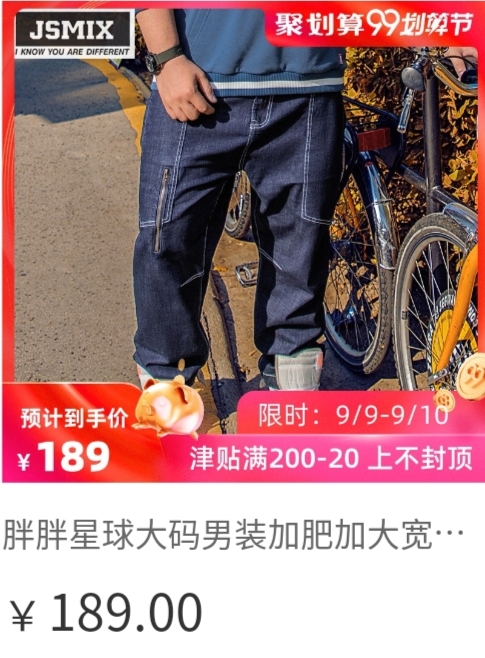 JSMIX
I KNOW YOU ARE DIFFERENT
聚划算99划算节
预计到手价
限时：9/9-9/10
¥ 189
津贴满200-20 上不封顶
胖胖星球大码男装加肥加大宽…
¥ 189.00